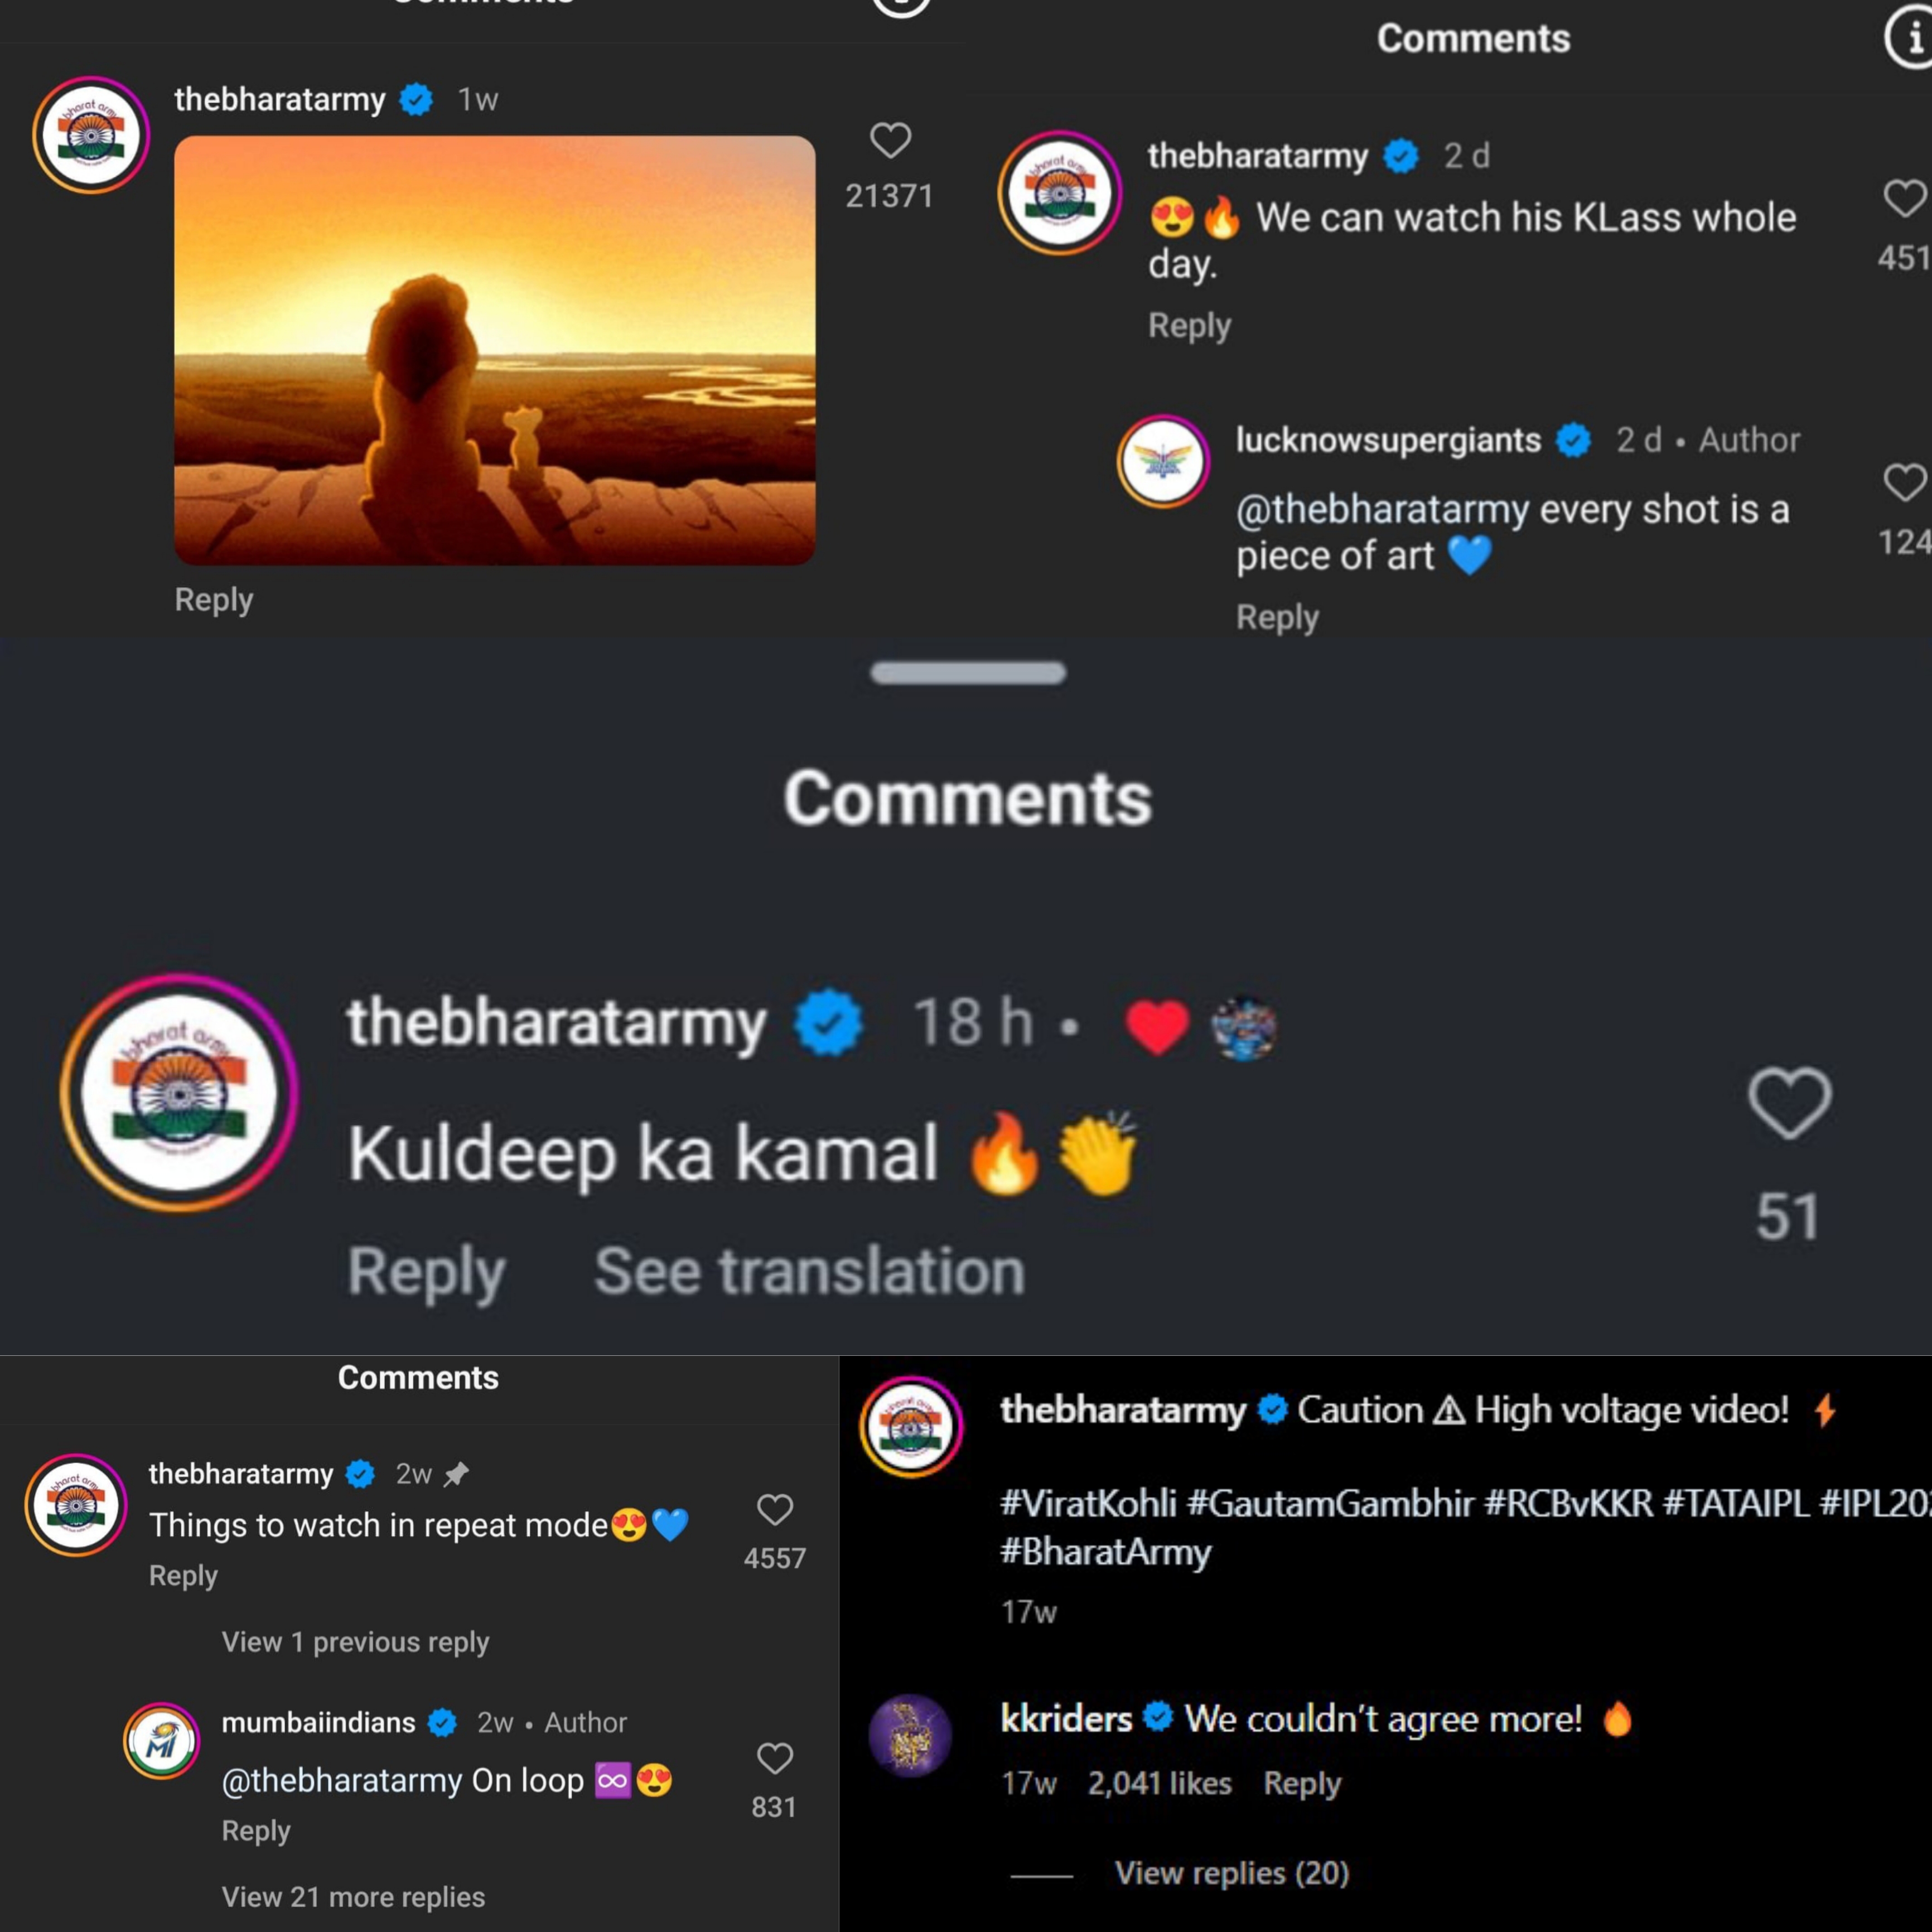 Comments
thebharatarmy 1w
21371
Reply
Comments
thebharatarmy 2 d
😍🔥 We can watch his KLass whole
day.
451
Reply
lucknowsupergiants 2 d • Author
@thebharatarmy every shot is a
piece of art 💙
124
Reply
Comments
thebharatarmy 18 h • ❤️
Kuldeep ka kamal 🔥👏
51
Reply See translation
Comments
thebharatarmy 2w
Things to watch in repeat mode😍💙
4557
Reply
View 1 previous reply
mumbaiindians 2w • Author
@thebharatarmy On loop ♾️😍
831
Reply
View 21 more replies
thebharatarmy Caution ⚠ High voltage video! ⚡
#ViratKohli #GautamGambhir #RCBvKKR #TATAIPL
#BharatArmy
17w
kkriders We couldn't agree more! 🔥
17w 2,041 likes Reply
View replies (20)